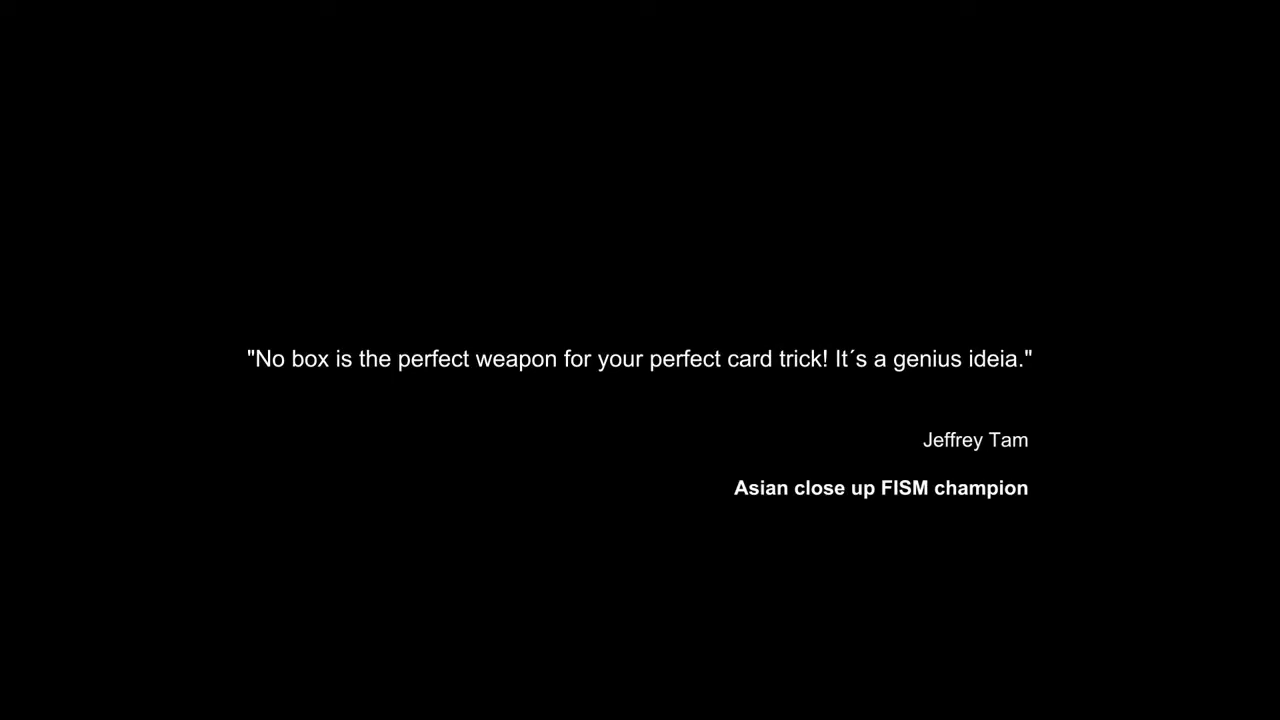 "No box is the perfect weapon for your perfect card trick! It´s a genius ideia."
Jeffrey Tam
Asian close up FISM champion